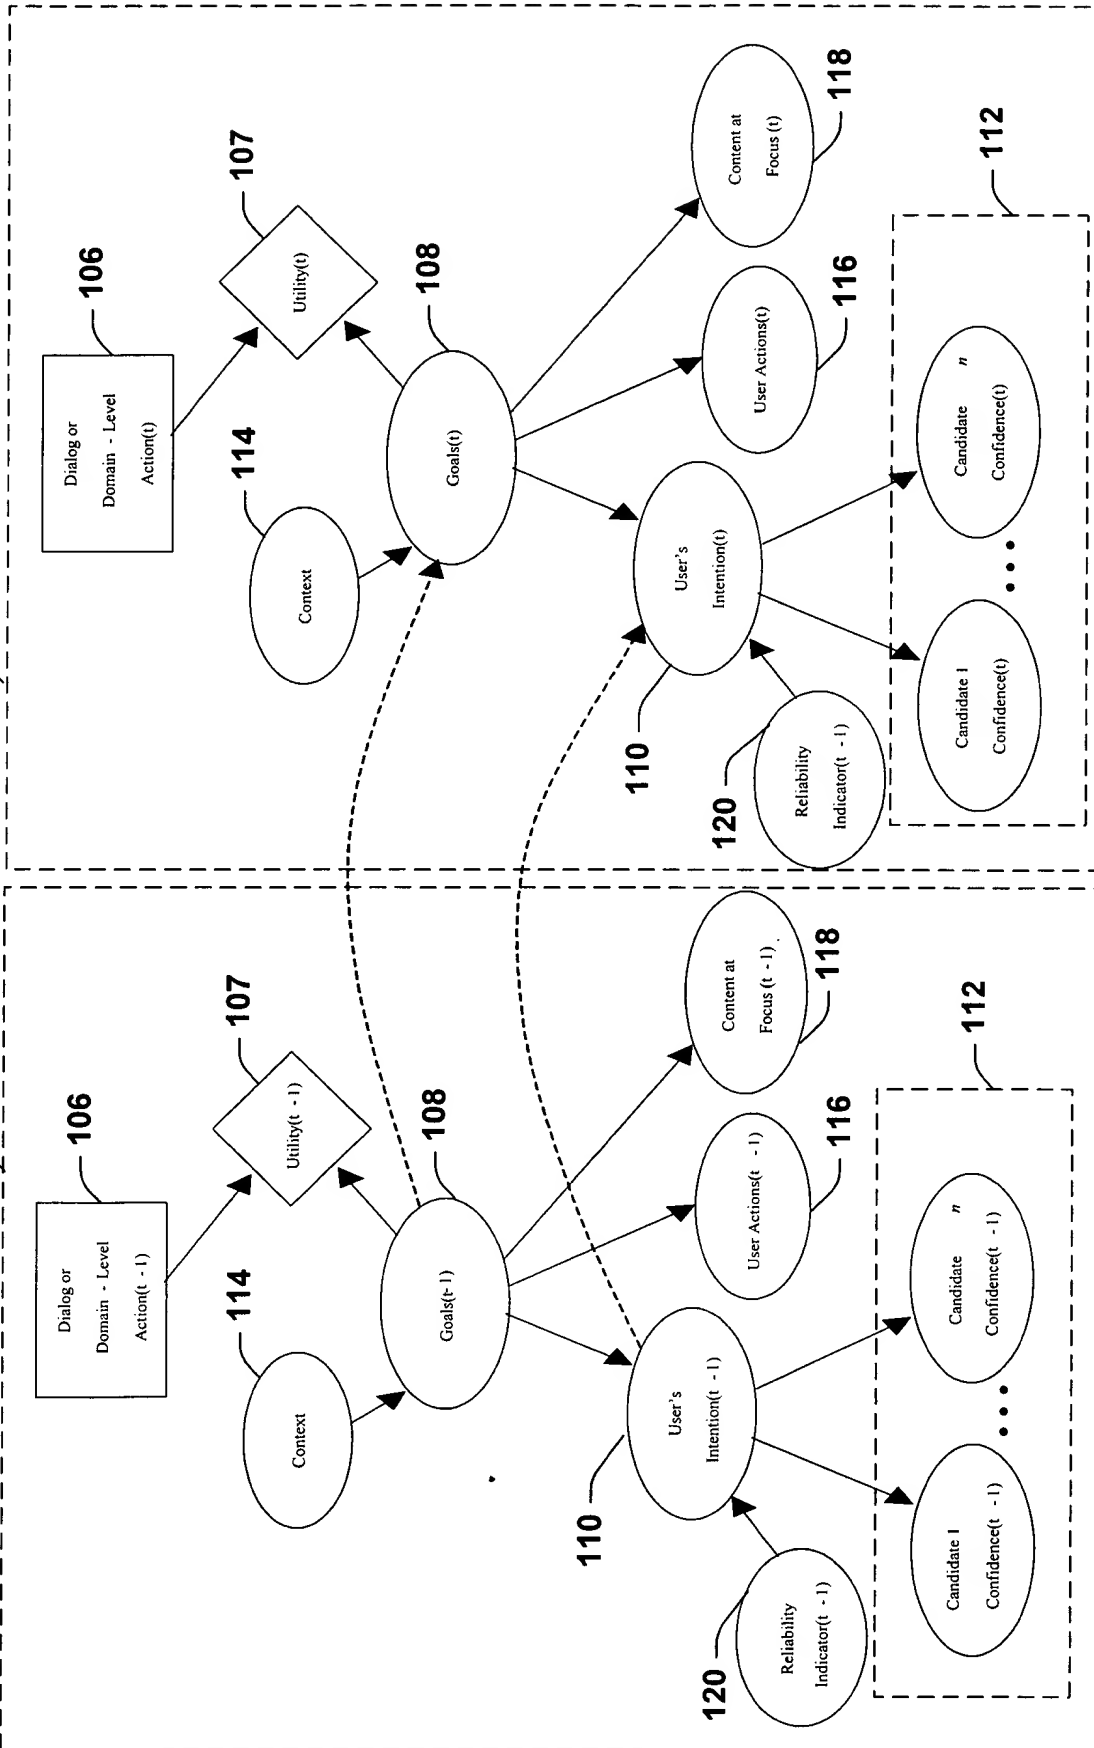 106
Dialog or
Domain - Level
Action(t - 1)
107
Utility(t - 1)
114
Context
108
Goals(t- 1)
110
User's
Intention(t - 1)
116
User Actions(t - 1)
118
Content at
Focus (t - 1)
120
Reliability
Indicator(t - 1)
112
Candidate 1
Confidence(t - 1)
Candidate n
Confidence(t - 1)
106
Dialog or
Domain - Level
Action(t)
107
Utility(t)
114
Context
108
Goals(t)
110
User's
Intention(t)
116
User Actions(t)
118
Content at
Focus (t)
120
Reliability
Indicator(t - 1)
112
Candidate 1
Confidence(t)
Candidate n
Confidence(t)